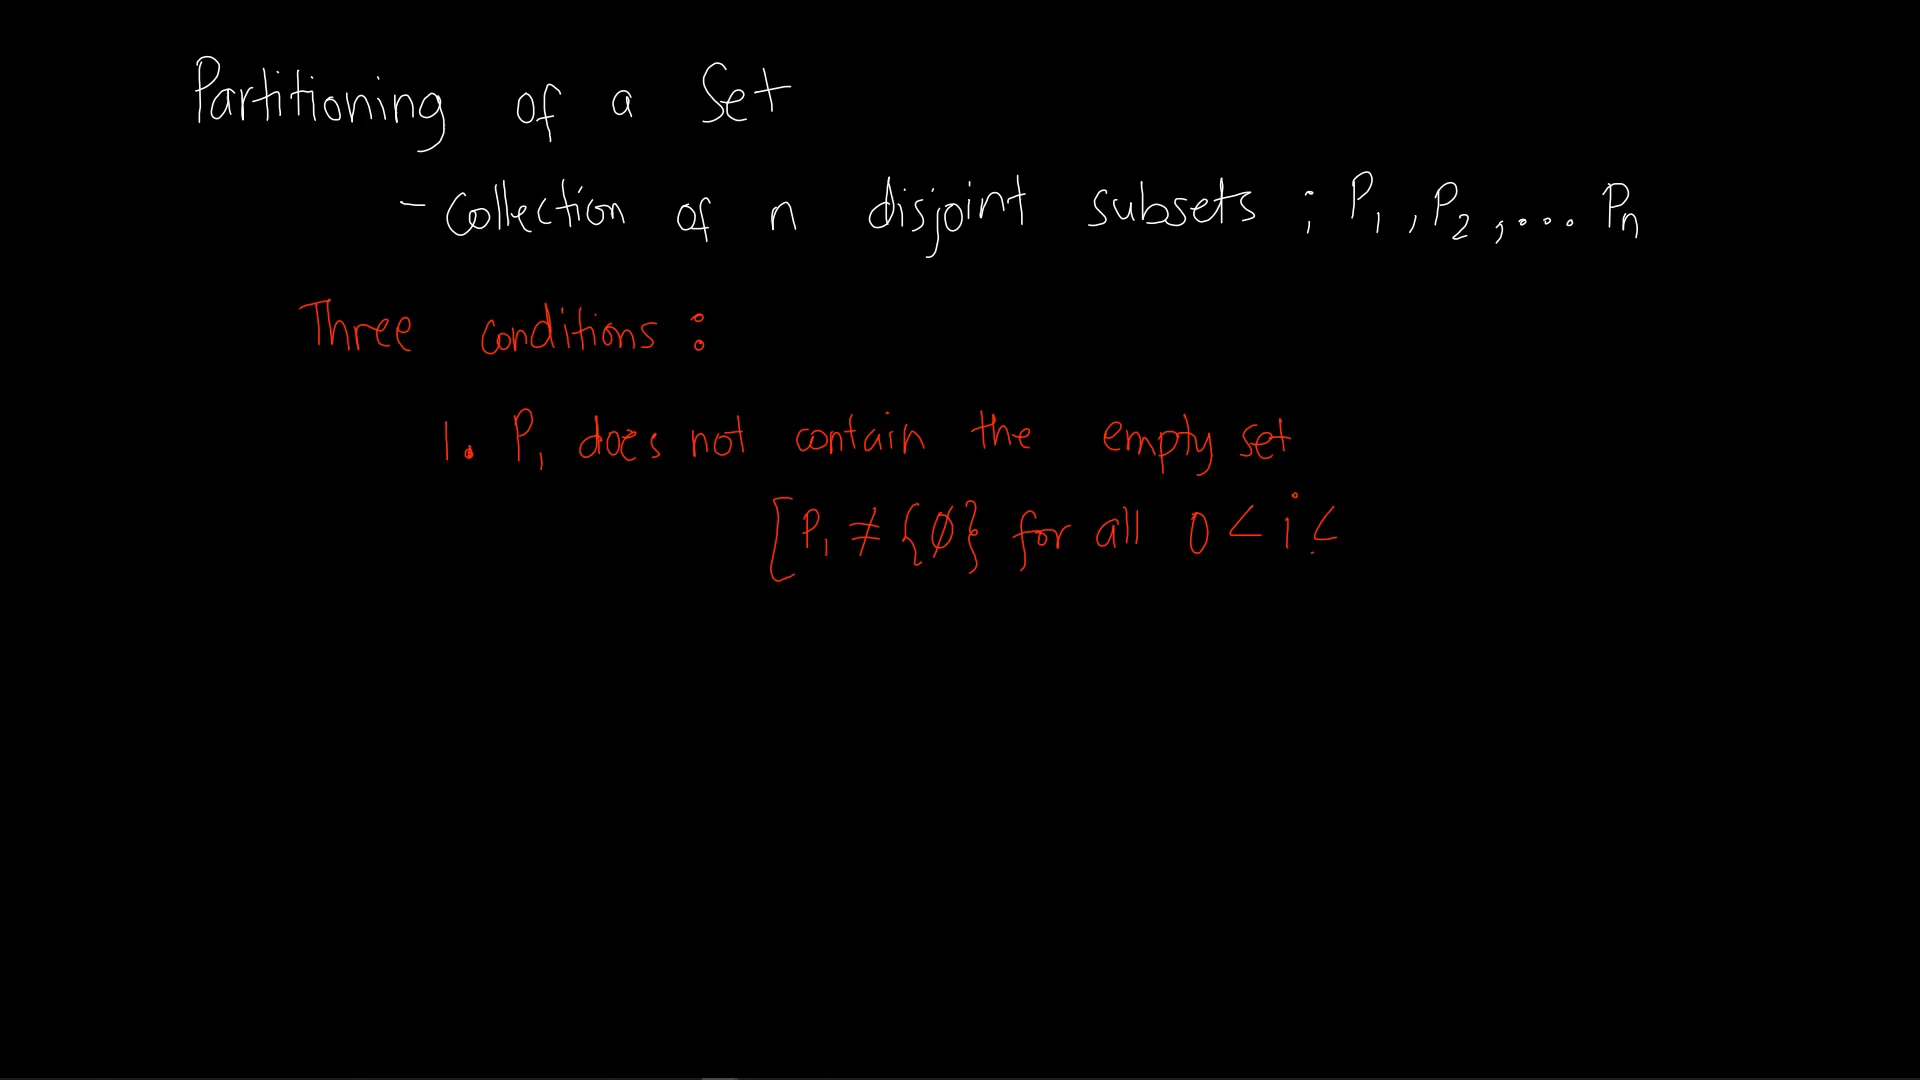 Partitioning of a Set
- Collection of n disjoint subsets ; P₁ , P₂ , ... Pₙ
Three conditions :
1. P₁ does not contain the empty set
[P₁ ≠ {∅} for all 0 < i <